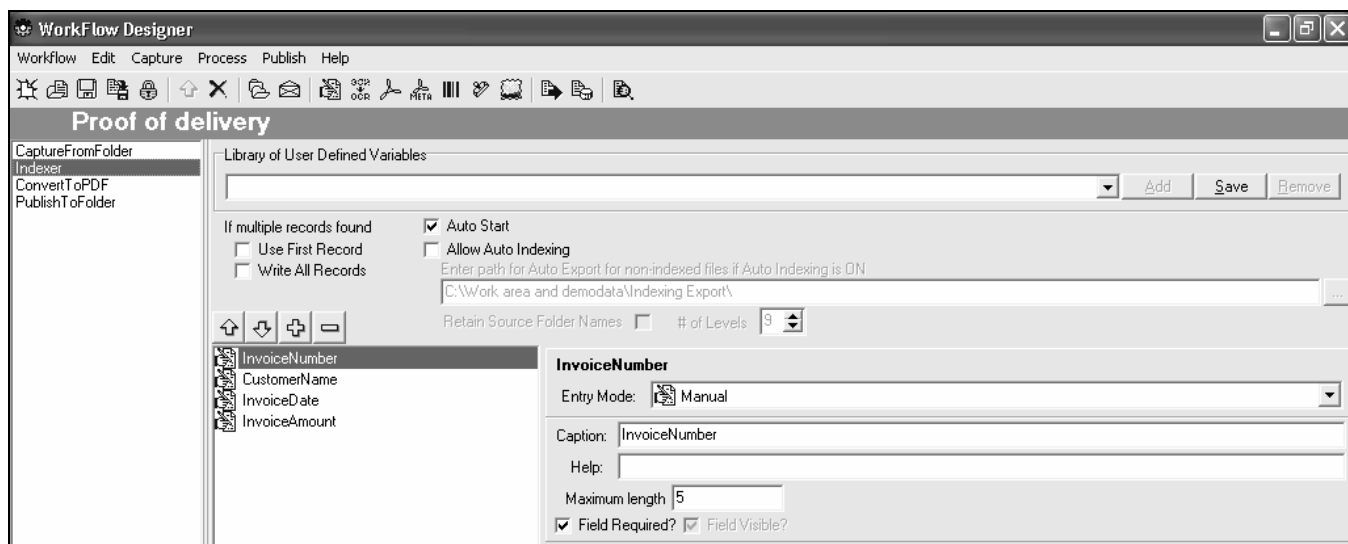 WorkFlow Designer
Workflow Edit Capture Process Publish Help
OCR META
Proof of delivery
CaptureFromFolder
Indexer
ConvertToPDF
PublishToFolder
Library of User Defined Variables
Add Save Remove
If multiple records found
Use First Record
Write All Records
Auto Start
Allow Auto Indexing
Enter path for Auto Export for non-indexed files if Auto Indexing is ON
C:\Work area and demodata\Indexing Export\
...
Retain Source Folder Names # of Levels 9
InvoiceNumber
CustomerName
InvoiceDate
InvoiceAmount
InvoiceNumber
Entry Mode: Manual
Caption: InvoiceNumber
Help:
Maximum length 5
Field Required? Field Visible?